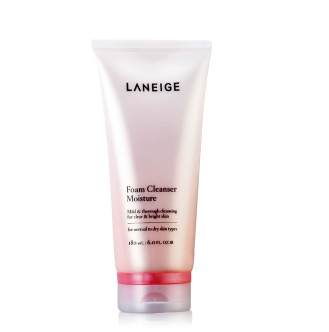 LANEIGE
Foam Cleanser
Moisture
Mild & thorough cleansing
for clear & bright skin
for normal to dry skin types
180 ml / 6.0 fl oz